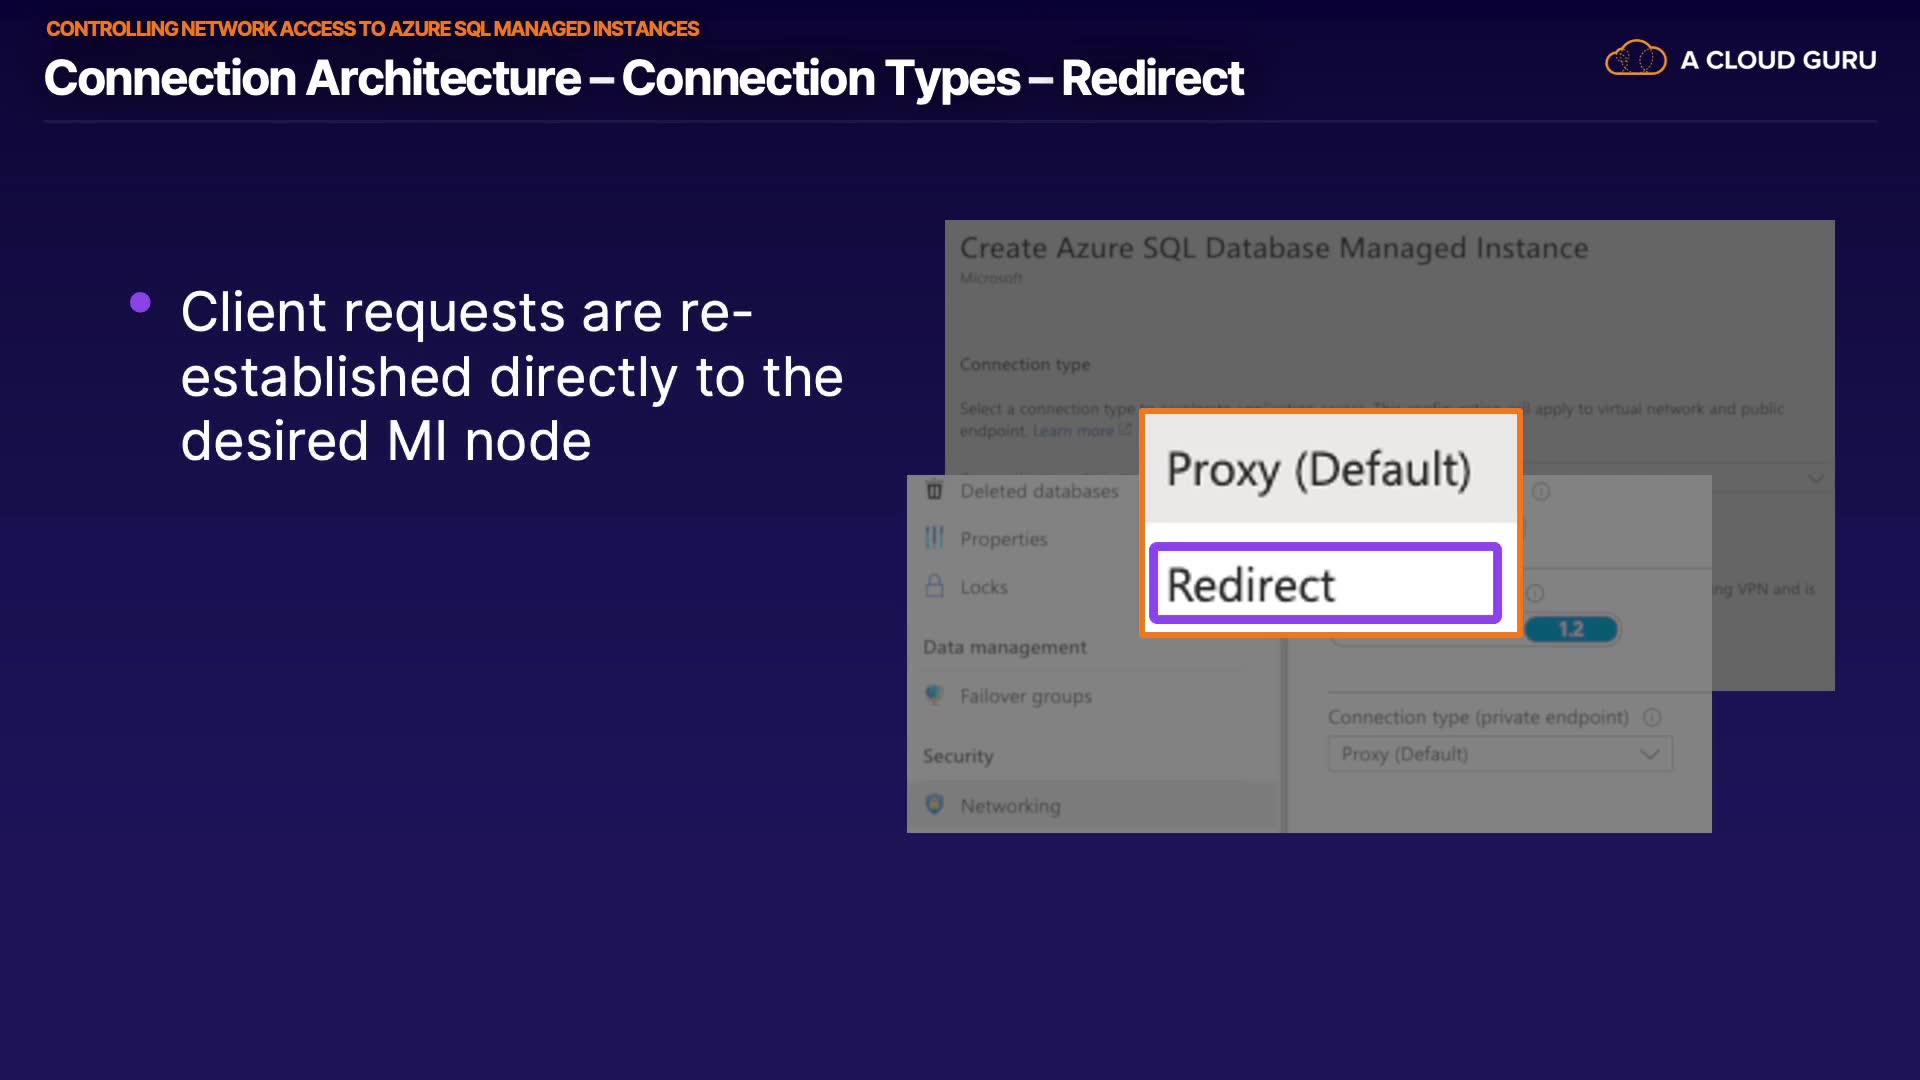 CONTROLLING NETWORK ACCESS TO AZURE SQL MANAGED INSTANCES
Connection Architecture – Connection Types – Redirect
A CLOUD GURU
Client requests are re-
established directly to the
desired MI node
Create Azure SQL Database Managed Instance
Microsoft
Connection type
Select a connection type apply to virtual network and public
endpoint. Learn more
Proxy (Default)
Redirect
Deleted databases
Properties
Locks
ng VPN and is
1.2
Data management
Failover groups
Connection type (private endpoint)
Proxy (Default)
Security
Networking